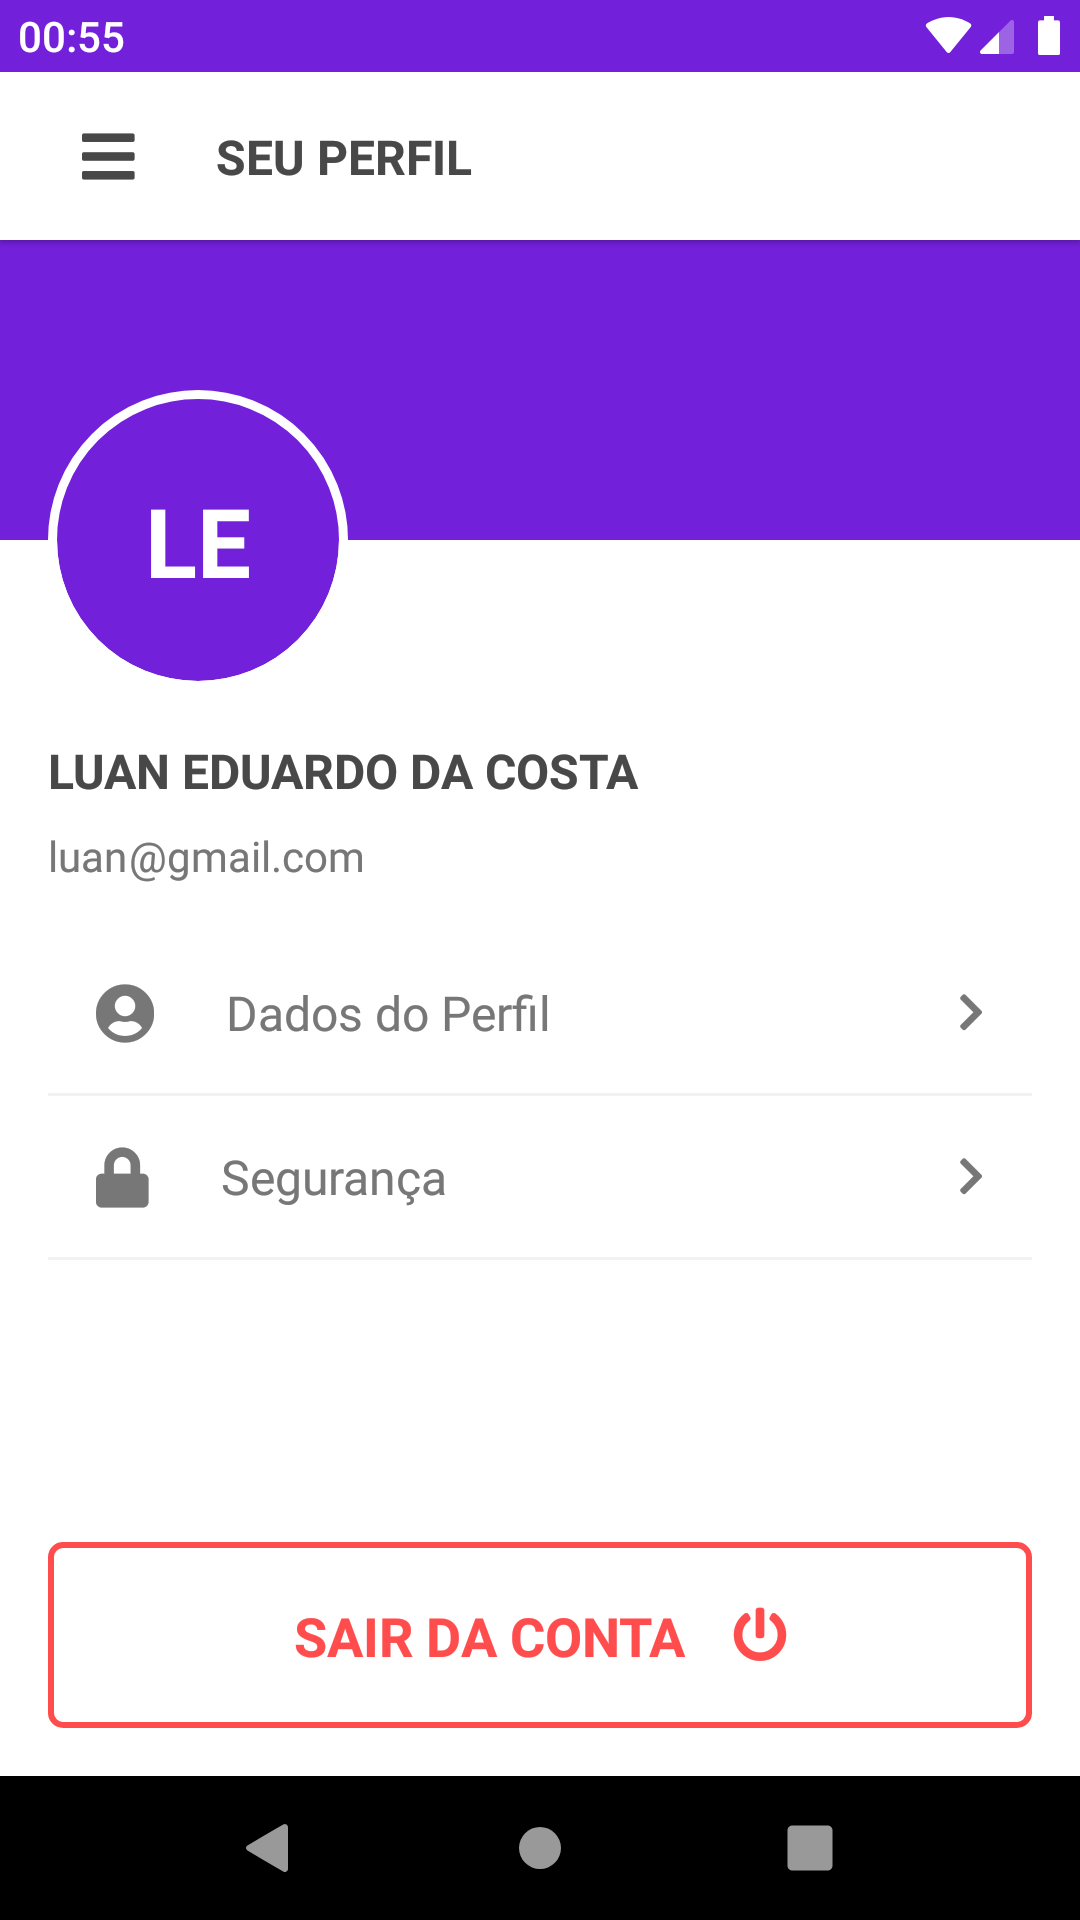 00:55
SEU PERFIL
LE
LUAN EDUARDO DA COSTA
luan@gmail.com
Dados do Perfil
Segurança
SAIR DA CONTA